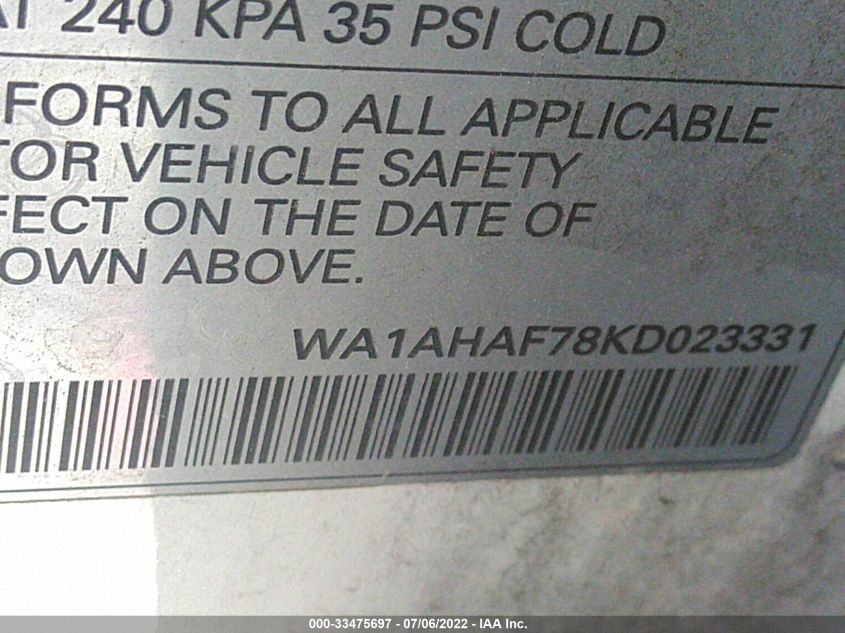 AT 240 KPA 35 PSI COLD
FORMS TO ALL APPLICABLE
TOR VEHICLE SAFETY
FECT ON THE DATE OF
OWN ABOVE.
WA1AHAF78KD023331
000-33475697 - 07/06/2022 - IAA Inc.